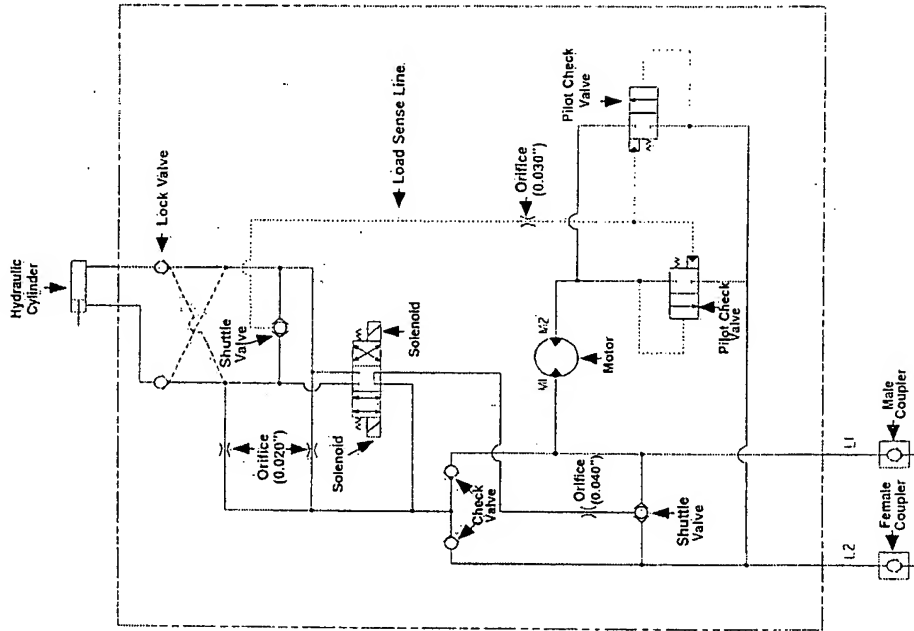 Hydraulic
Cylinder
Lock Valve
Load Sense Line
Pilot Check
Valve
Orifice
(0.030")
Shuttle
Valve
Solenoid
Orifice
(0.020")
Solenoid
M1
M2
Motor
Pilot Check
Valve
Check
Valve
Orifice
(0.040")
Shuttle
Valve
L2
L1
Female
Coupler
Male
Coupler